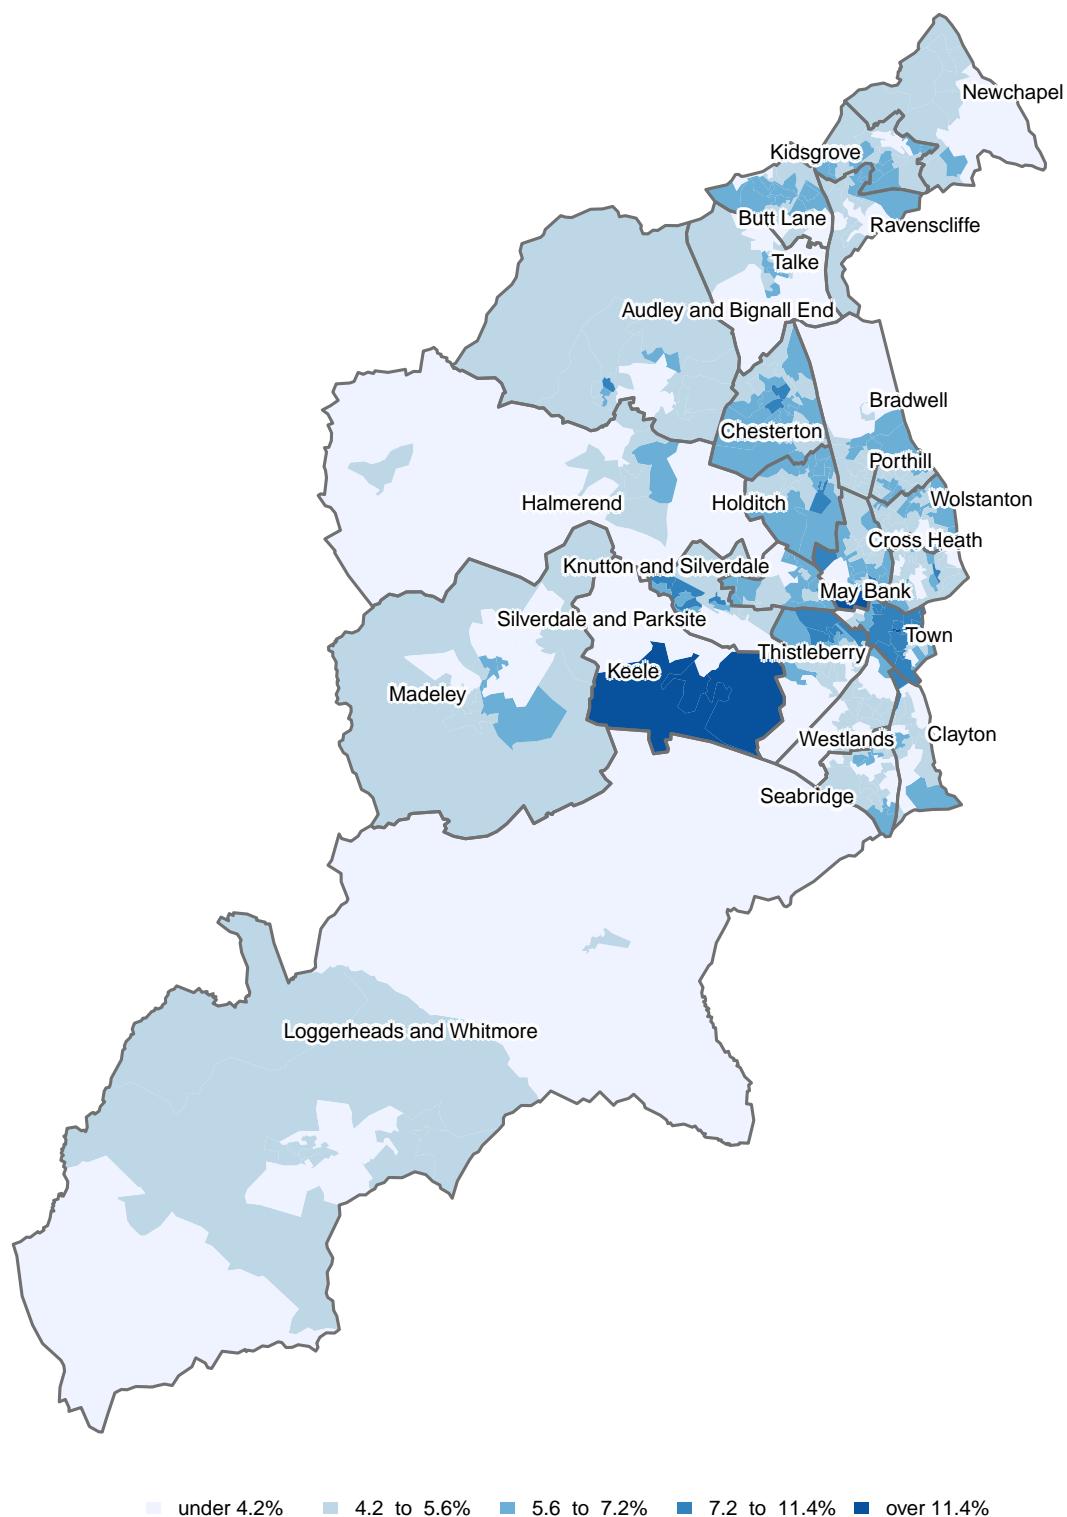 Newchapel
Kidsgrove
Butt Lane
Ravenscliffe
Talke
Audley and Bignall End
Bradwell
Chesterton
Porthill
Halmerend
Holditch
Wolstanton
Cross Heath
Knutton and Silverdale
May Bank
Silverdale and Parksite
Town
Thistleberry
Keele
Madeley
Westlands
Clayton
Seabridge
Loggerheads and Whitmore
under 4.2% 4.2 to 5.6% 5.6 to 7.2% 7.2 to 11.4% over 11.4%